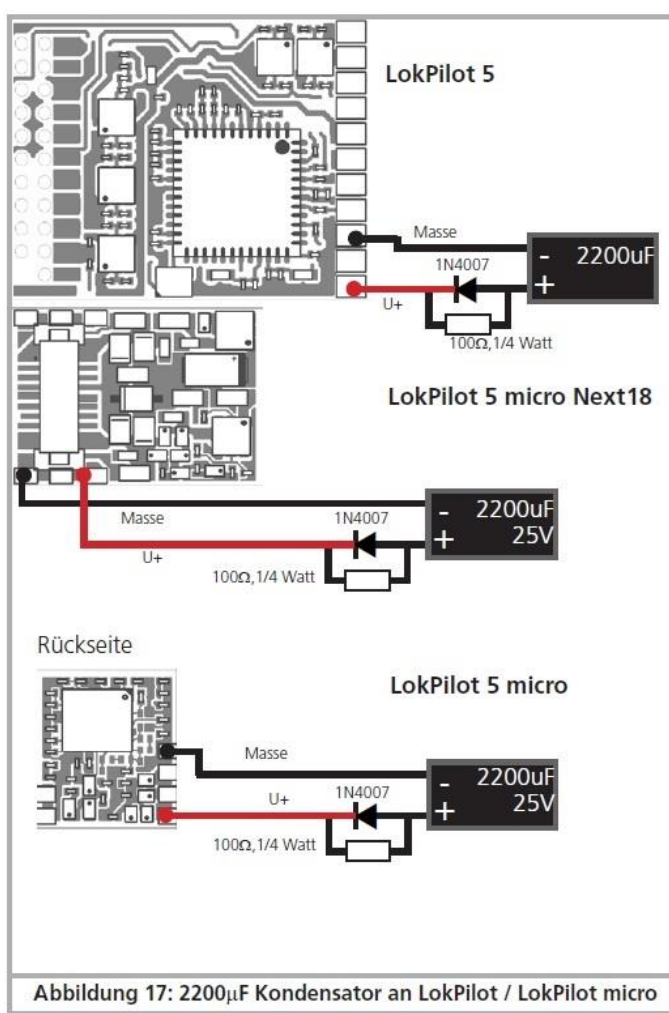 LokPilot 5
Masse
- 2200uF
1N4007
+
U+
100Ω,1/4 Watt
LokPilot 5 micro Next18
- 2200uF
Masse
1N4007
+ 25V
U+
100Ω,1/4 Watt
Rückseite
LokPilot 5 micro
Masse
- 2200uF
U+
1N4007
+ 25V
100Ω,1/4 Watt
Abbildung 17: 2200µF Kondensator an LokPilot / LokPilot micro